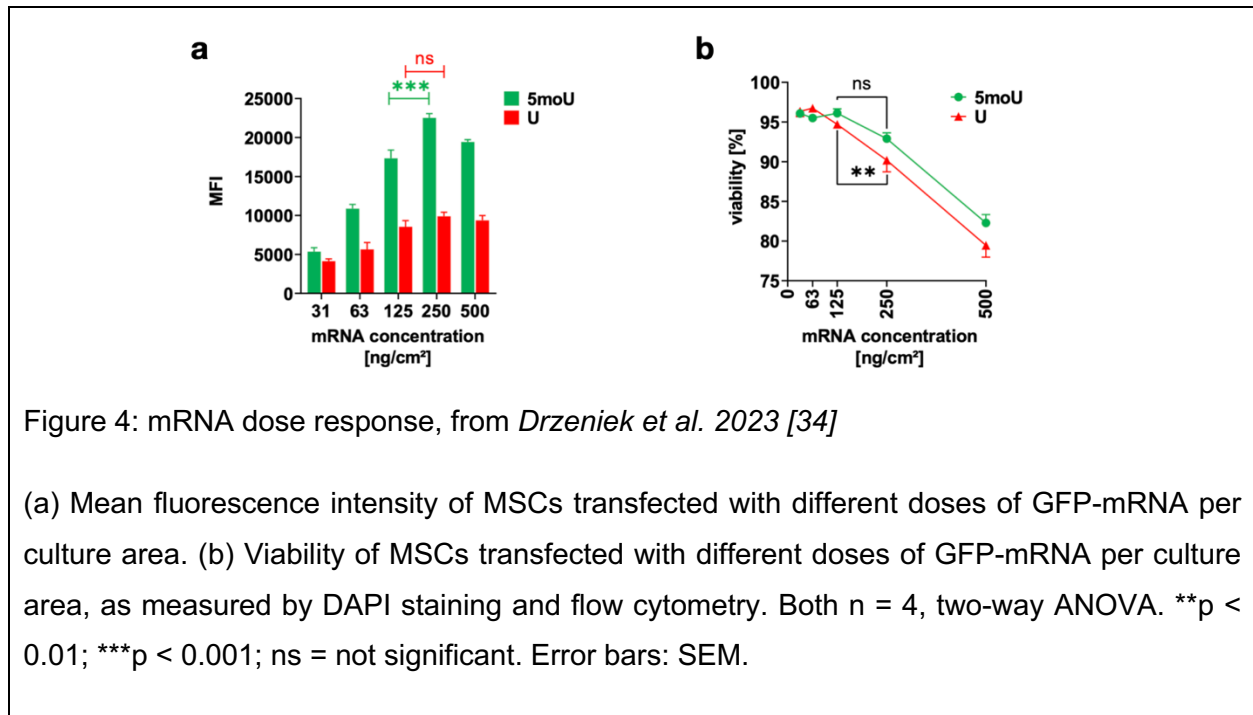 a
ns
***
25000
20000
15000
10000
5000
0
MFI
5moU
U
31 63 125 250 500
mRNA concentration
[ng/cm²]
b
100
95
90
85
80
75
viability [%]
ns
**
5moU
U
0 63 125 250 500
mRNA concentration
[ng/cm²]
Figure 4: mRNA dose response, from Drzeniek et al. 2023 [34]
(a) Mean fluorescence intensity of MSCs transfected with different doses of GFP-mRNA per
culture area. (b) Viability of MSCs transfected with different doses of GFP-mRNA per culture
area, as measured by DAPI staining and flow cytometry. Both n = 4, two-way ANOVA. **p <
0.01; ***p < 0.001; ns = not significant. Error bars: SEM.